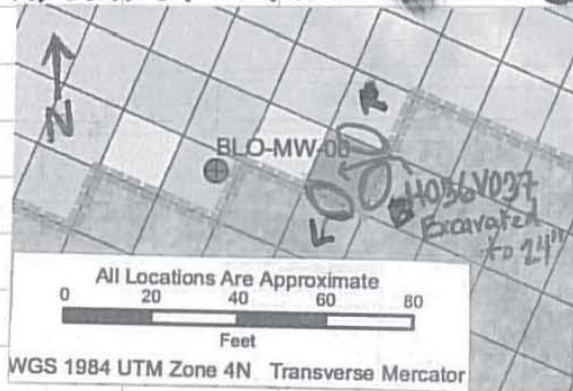 N
BLO-MW-06
H036V037
Excavated
to 24"
All Locations Are Approximate
0 20 40 60 80
Feet
WGS 1984 UTM Zone 4N Transverse Mercator